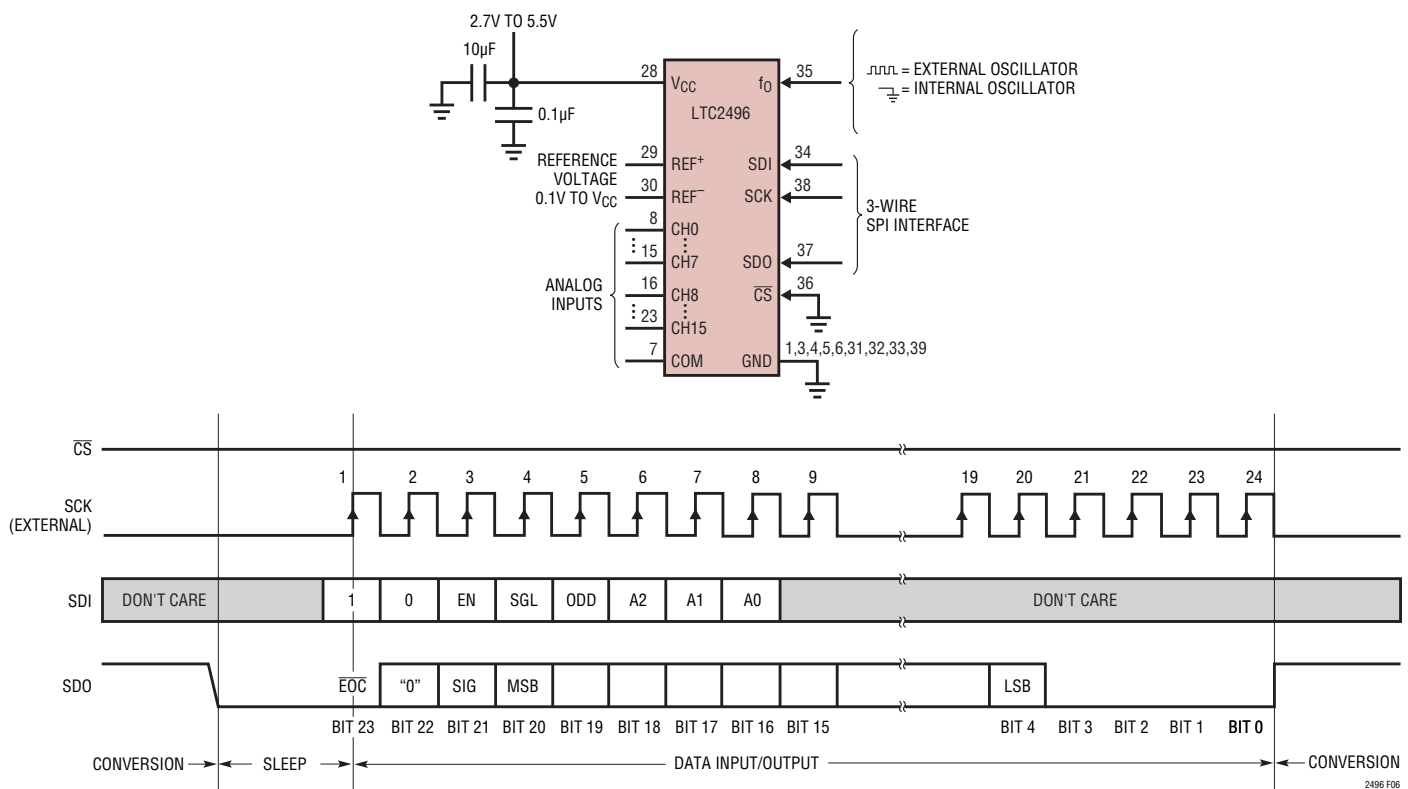 2.7V TO 5.5V
10µF
0.1µF
28
VCC
LTC2496
fO
35
= EXTERNAL OSCILLATOR
= INTERNAL OSCILLATOR
REFERENCE
VOLTAGE
0.1V TO VCC
29
REF+
30
REF−
SDI
34
SCK
38
3-WIRE
SPI INTERFACE
SDO
37
CS
36
ANALOG
INPUTS
8
CH0
15
CH7
16
CH8
23
CH15
7
COM
GND
1,3,4,5,6,31,32,33,39
CS
SCK
(EXTERNAL)
1 2 3 4 5 6 7 8 9 19 20 21 22 23 24
SDI
DON'T CARE 1 0 EN SGL ODD A2 A1 A0 DON'T CARE
SDO
EOC "0" SIG MSB LSB
BIT 23 BIT 22 BIT 21 BIT 20 BIT 19 BIT 18 BIT 17 BIT 16 BIT 15 BIT 4 BIT 3 BIT 2 BIT 1 BIT 0
CONVERSION SLEEP DATA INPUT/OUTPUT CONVERSION
2496 F06